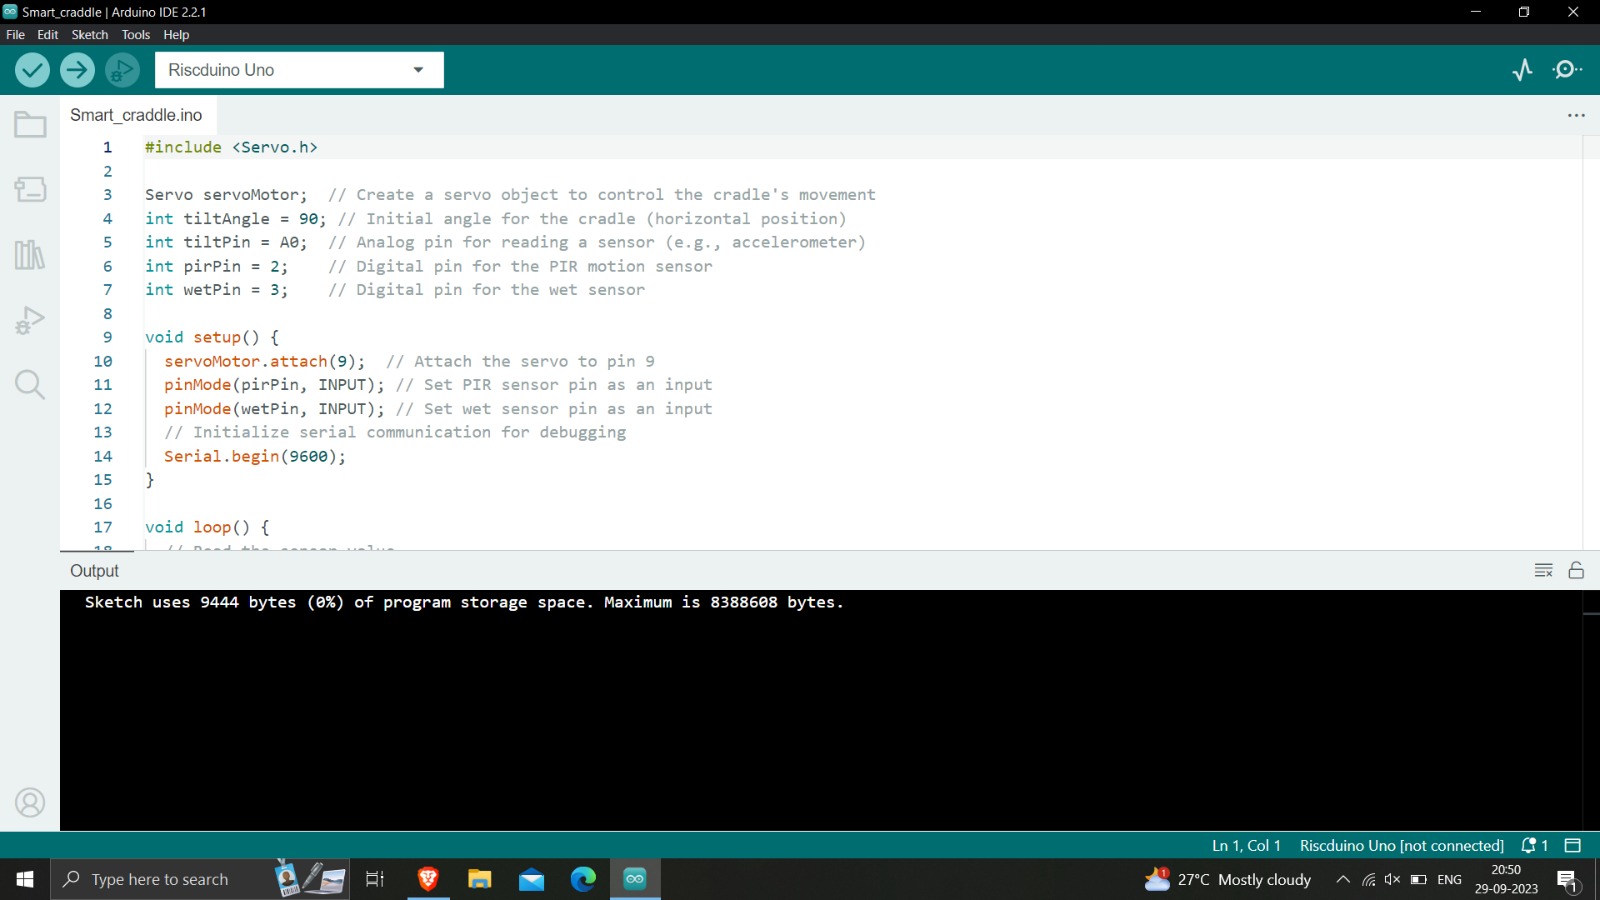 Smart_craddle | Arduino IDE 2.2.1
File Edit Sketch Tools Help
Riscduino Uno
Smart_craddle.ino
1 #include <Servo.h>
2
3 Servo servoMotor;  // Create a servo object to control the cradle's movement
4 int tiltAngle = 90; // Initial angle for the cradle (horizontal position)
5 int tiltPin = A0;  // Analog pin for reading a sensor (e.g., accelerometer)
6 int pirPin = 2;    // Digital pin for the PIR motion sensor
7 int wetPin = 3;    // Digital pin for the wet sensor
8
9 void setup() {
10   servoMotor.attach(9);  // Attach the servo to pin 9
11   pinMode(pirPin, INPUT); // Set PIR sensor pin as an input
12   pinMode(wetPin, INPUT); // Set wet sensor pin as an input
13   // Initialize serial communication for debugging
14   Serial.begin(9600);
15 }
16
17 void loop() {
18   // Read the sensor value
Output
Sketch uses 9444 bytes (0%) of program storage space. Maximum is 8388608 bytes.
Ln 1, Col 1 Riscduino Uno [not connected] 1
Type here to search
1 27°C Mostly cloudy ENG 20:50
29-09-2023 1